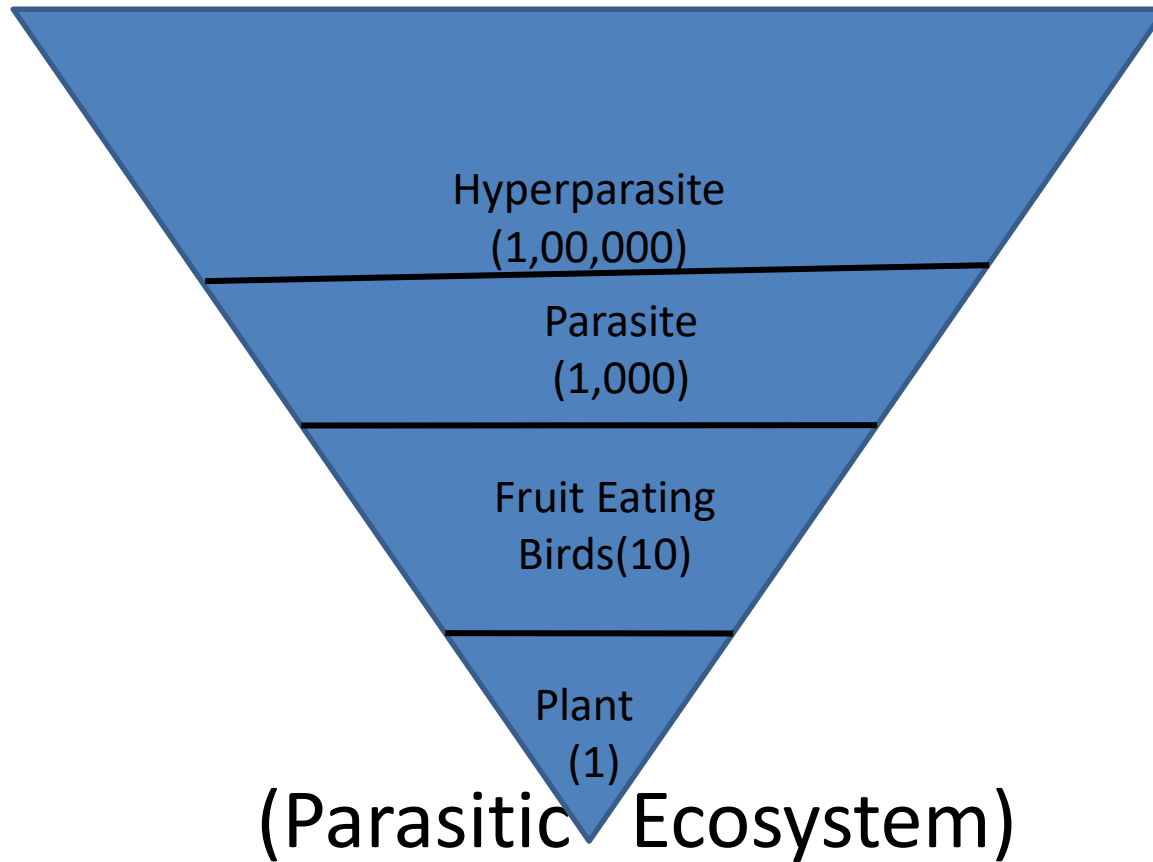 Hyperparasite
(1,00,000)
Parasite
(1,000)
Fruit Eating
Birds(10)
Plant
(1)
(Parasitic Ecosystem)